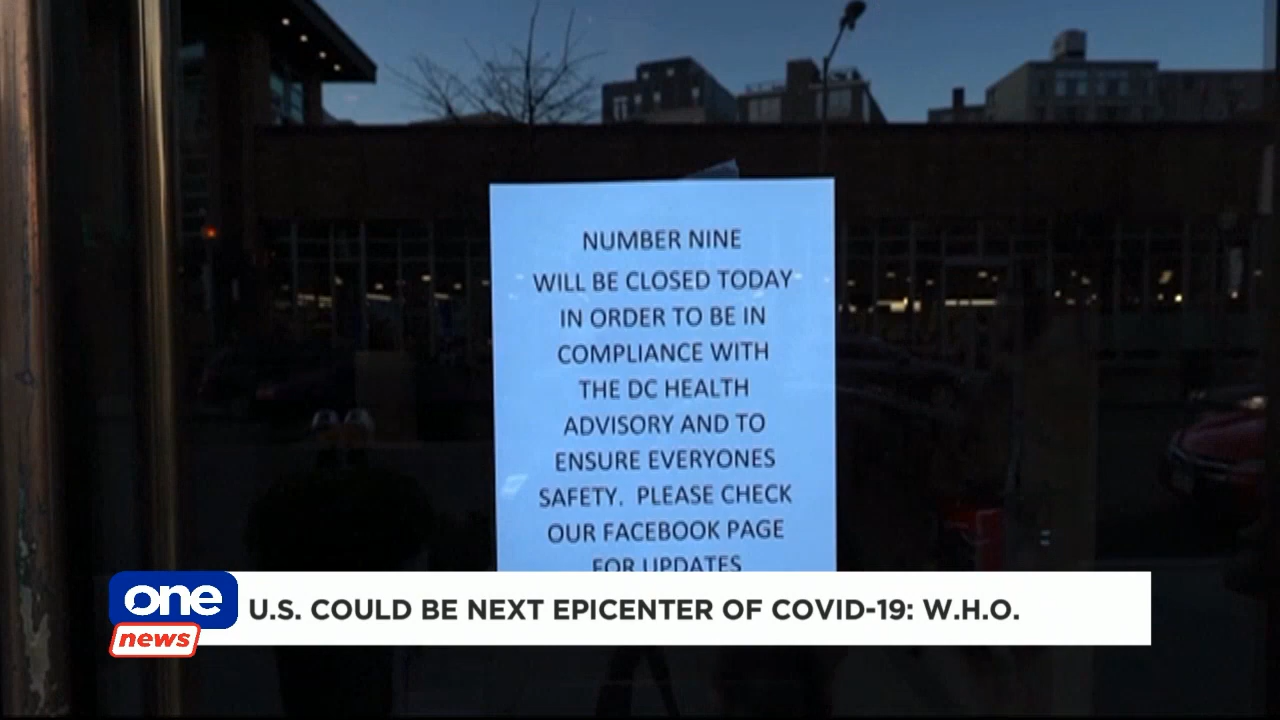 NUMBER NINE
WILL BE CLOSED TODAY
IN ORDER TO BE IN
COMPLIANCE WITH
THE DC HEALTH
ADVISORY AND TO
ENSURE EVERYONES
SAFETY.  PLEASE CHECK
OUR FACEBOOK PAGE
FOR UPDATES
one
news
U.S. COULD BE NEXT EPICENTER OF COVID-19: W.H.O.